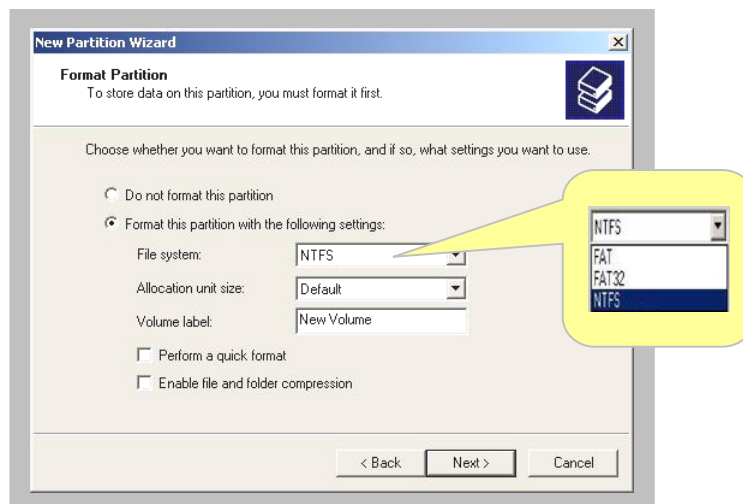 New Partition Wizard
Format Partition
To store data on this partition, you must format it first.
Choose whether you want to format this partition, and if so, what settings you want to use.
Do not format this partition
Format this partition with the following settings:
File system: NTFS
Allocation unit size: Default
Volume label: New Volume
Perform a quick format
Enable file and folder compression
< Back Next > Cancel
NTFS
FAT
FAT32
NTFS